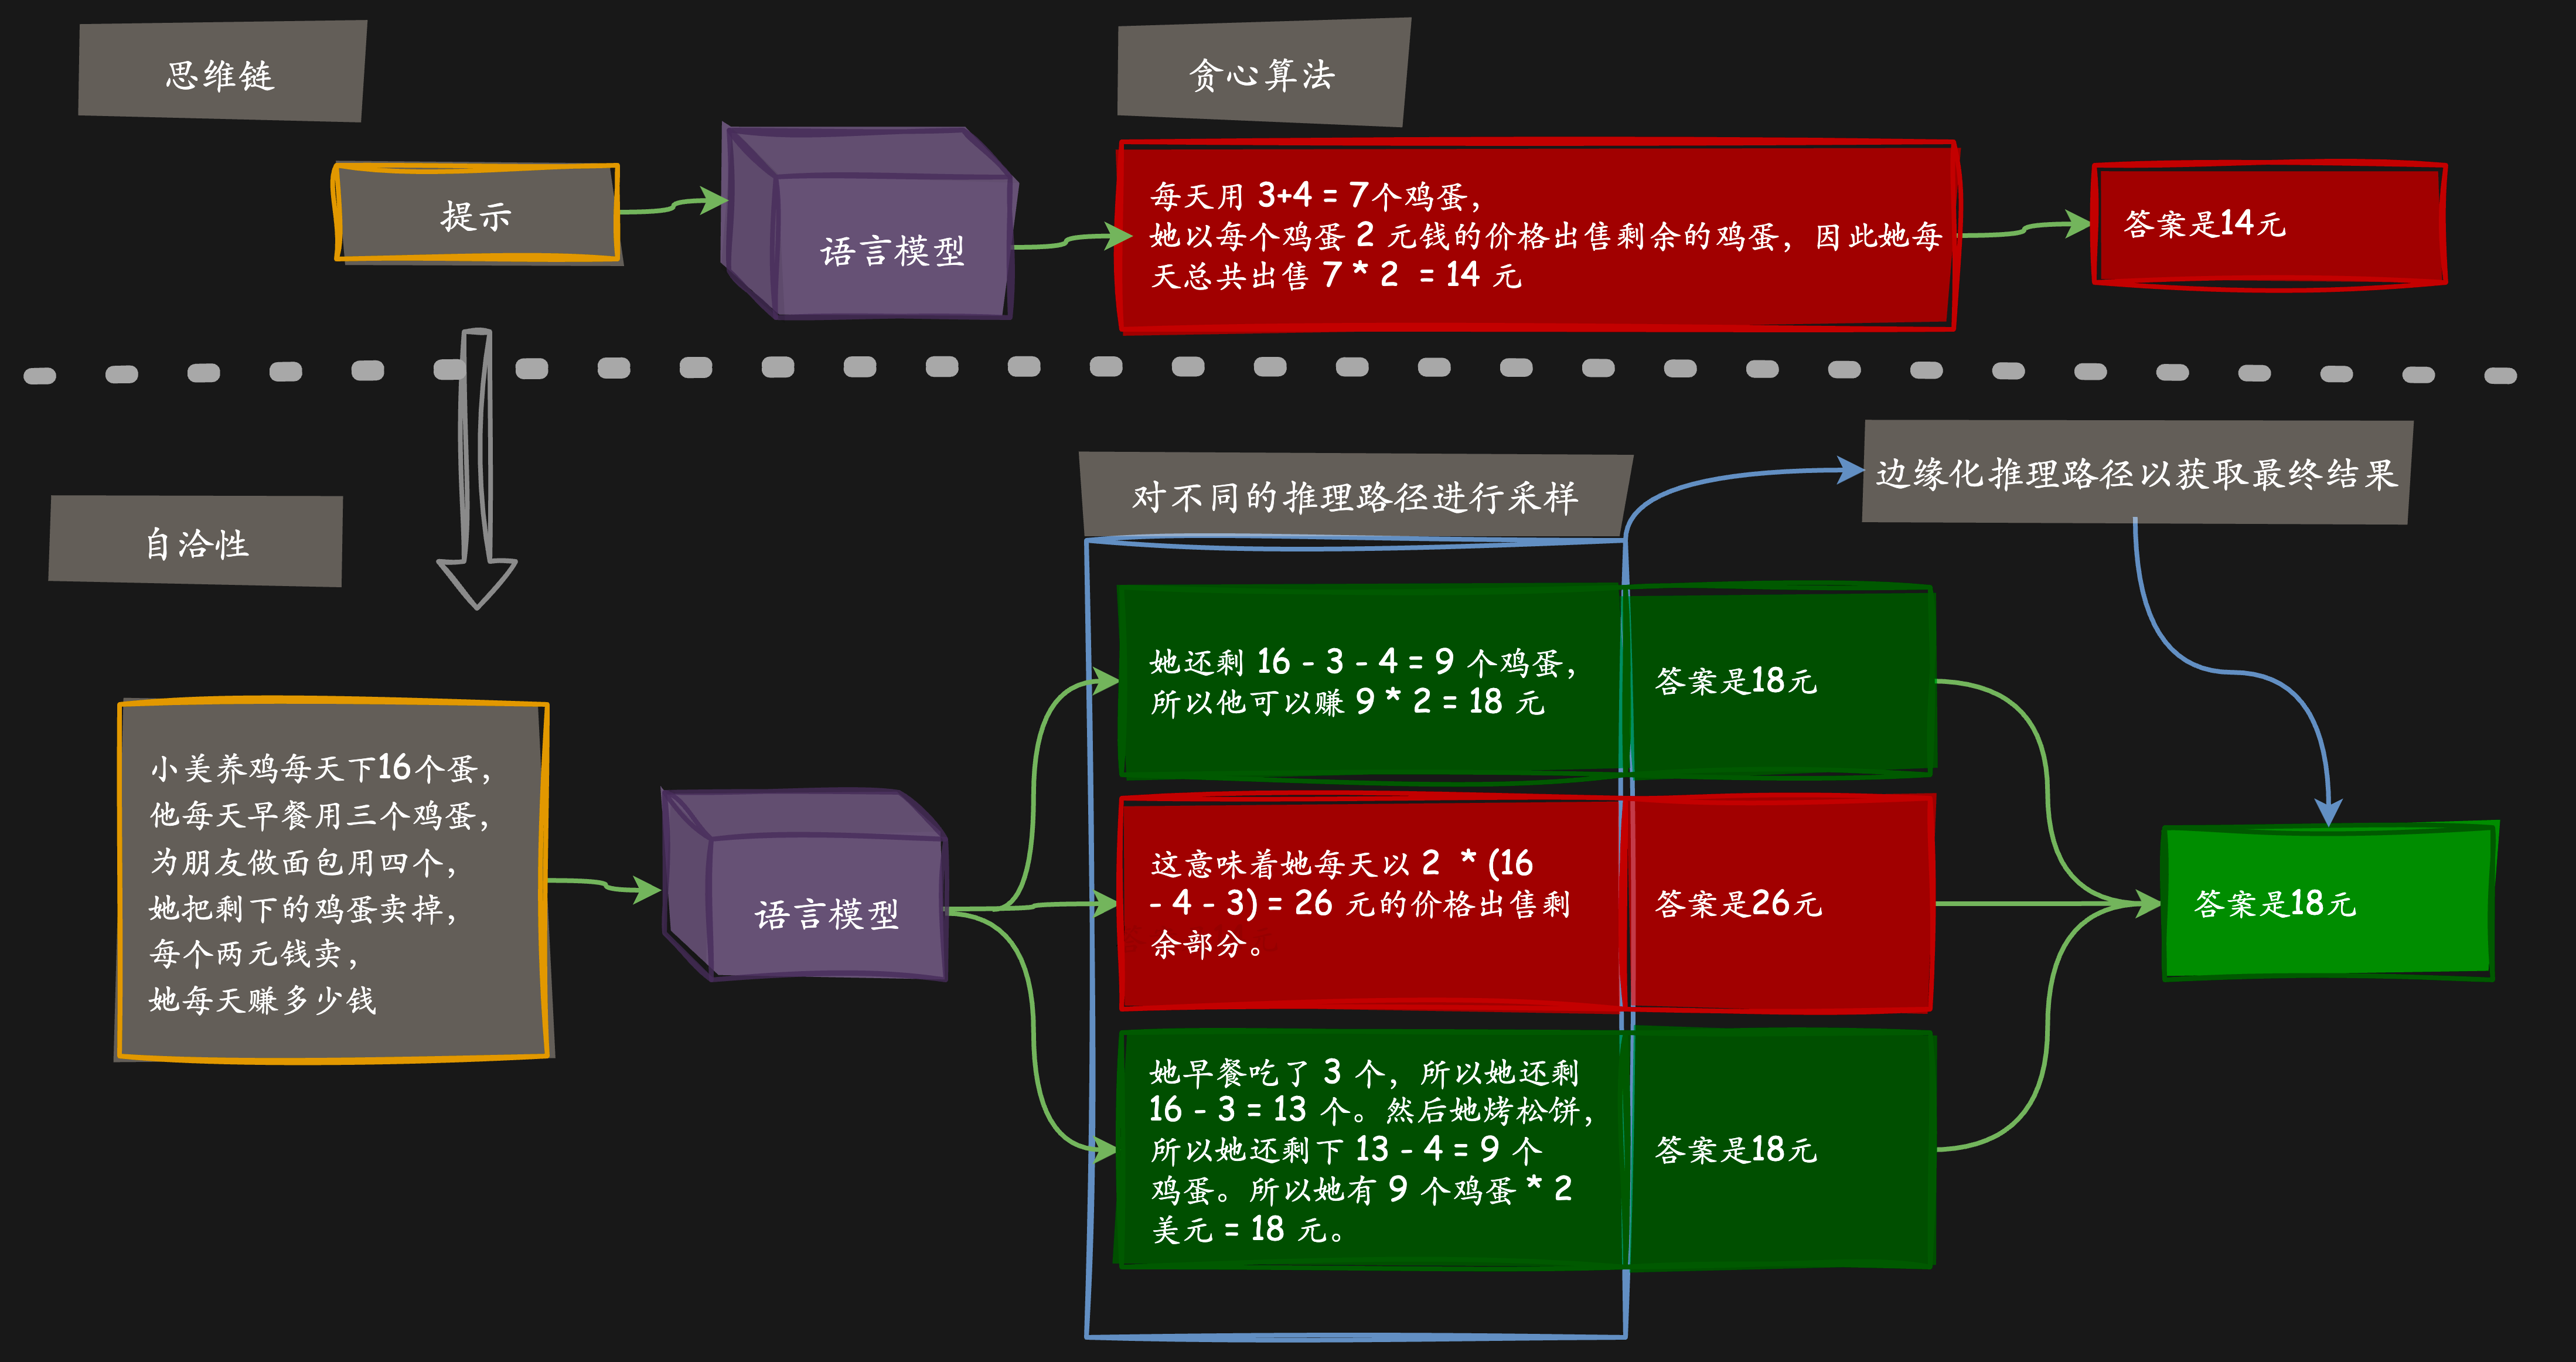 思维链
贪心算法
提示
语言模型
每天用 3+4 = 7个鸡蛋，
她以每个鸡蛋 2 元钱的价格出售剩余的鸡蛋，因此她每
天总共出售 7 * 2 = 14 元
答案是14元
自洽性
对不同的推理路径进行采样
边缘化推理路径以获取最终结果
小美养鸡每天下16个蛋，
他每天早餐用三个鸡蛋，
为朋友做面包用四个，
她把剩下的鸡蛋卖掉，
每个两元钱卖，
她每天赚多少钱
语言模型
她还剩 16 - 3 - 4 = 9 个鸡蛋，
所以他可以赚 9 * 2 = 18 元
答案是18元
这意味着她每天以 2 * (16
- 4 - 3) = 26 元的价格出售剩
余部分。
答案是26元
她早餐吃了 3 个，所以她还剩
16 - 3 = 13 个。然后她烤松饼，
所以她还剩下 13 - 4 = 9 个
鸡蛋。所以她有 9 个鸡蛋 * 2
美元 = 18 元。
答案是18元
答案是18元